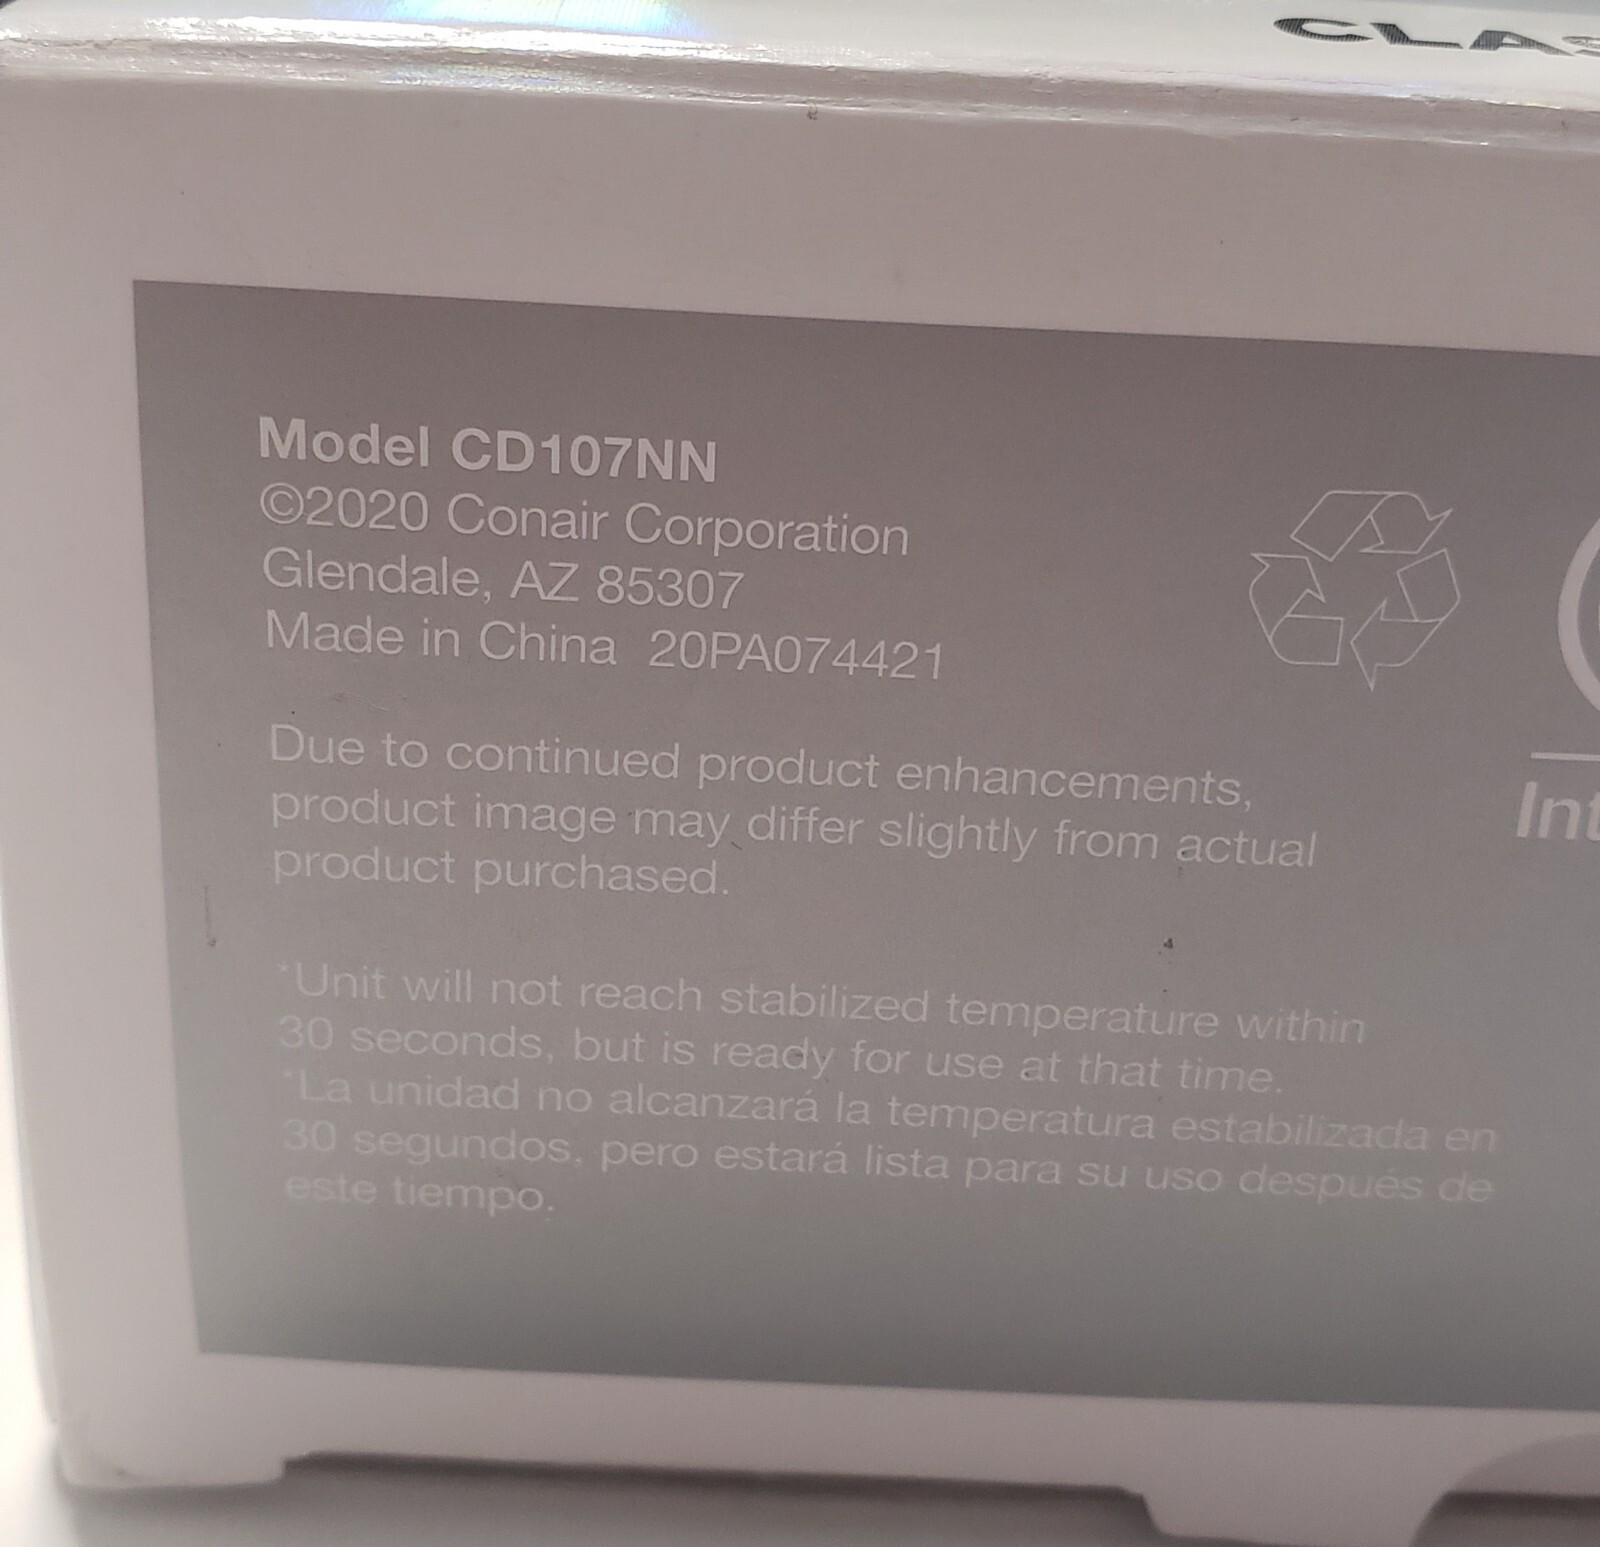 CLAS
Model CD107NN
©2020 Conair Corporation
Glendale, AZ 85307
Made in China 20PA074421
Due to continued product enhancements,
product image may differ slightly from actual
product purchased.
*Unit will not reach stabilized temperature within
30 seconds, but is ready for use at that time.
*La unidad no alcanzará la temperatura estabilizada en
30 segundos, pero estará lista para su uso después de
este tiempo.
Int